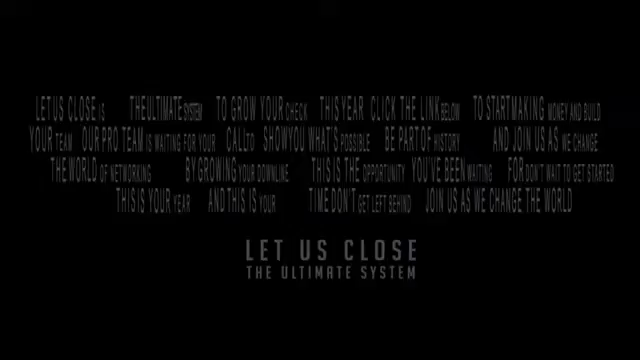 LET US CLOSE IS THE ULTIMATE SYSTEM TO GROW YOUR CHECK THIS YEAR CLICK THE LINK BELOW TO START MAKING MONEY AND BUILD
YOUR TEAM OUR PRO TEAM IS WAITING FOR YOUR CALL TO SHOW YOU WHAT'S POSSIBLE BE PART OF HISTORY AND JOIN US AS WE CHANGE
THE WORLD OF NETWORKING BY GROWING YOUR DOWNLINE THIS IS THE OPPORTUNITY YOU'VE BEEN WAITING FOR DON'T WAIT TO GET STARTED
THIS IS YOUR YEAR AND THIS IS YOUR TIME DON'T GET LEFT BEHIND JOIN US AS WE CHANGE THE WORLD
LET US CLOSE
THE ULTIMATE SYSTEM